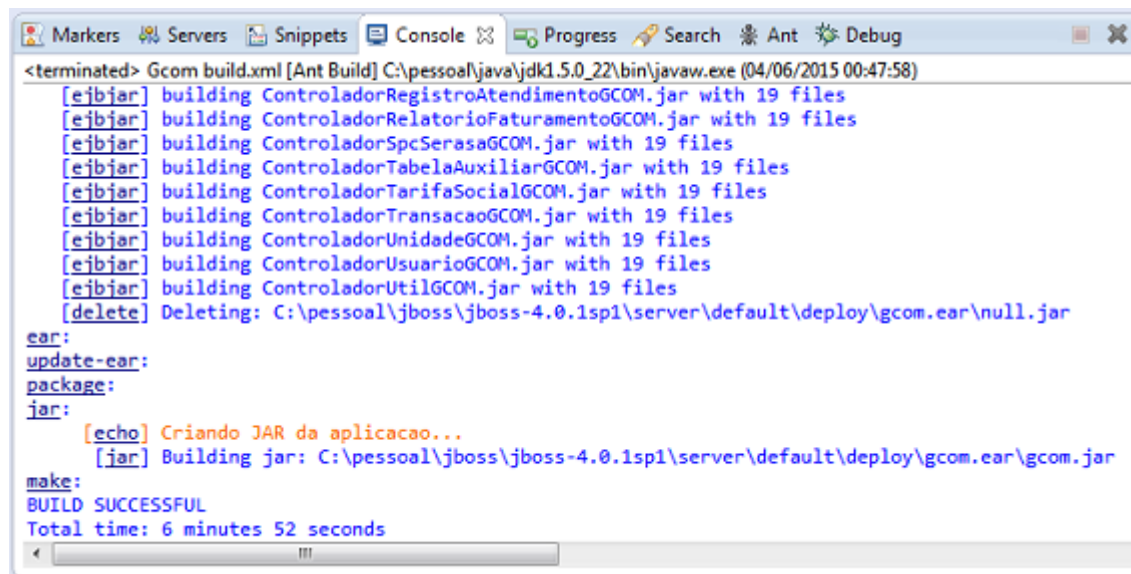 Markers Servers Snippets Console Progress Search Ant Debug
<terminated> Gcom build.xml [Ant Build] C:\pessoal\java\jdk1.5.0_22\bin\javaw.exe (04/06/2015 00:47:58)
[ejbjar] building ControladorRegistroAtendimentoGCOM.jar with 19 files
[ejbjar] building ControladorRelatorioFaturamentoGCOM.jar with 19 files
[ejbjar] building ControladorSpcSerasaGCOM.jar with 19 files
[ejbjar] building ControladorTabelaAuxiliarGCOM.jar with 19 files
[ejbjar] building ControladorTarifaSocialGCOM.jar with 19 files
[ejbjar] building ControladorTransacaoGCOM.jar with 19 files
[ejbjar] building ControladorUnidadeGCOM.jar with 19 files
[ejbjar] building ControladorUsuarioGCOM.jar with 19 files
[ejbjar] building ControladorUtilGCOM.jar with 19 files
[delete] Deleting: C:\pessoal\jboss\jboss-4.0.1sp1\server\default\deploy\gcom.ear\null.jar
ear:
update-ear:
package:
jar:
[echo] Criando JAR da aplicacao...
[jar] Building jar: C:\pessoal\jboss\jboss-4.0.1sp1\server\default\deploy\gcom.ear\gcom.jar
make:
BUILD SUCCESSFUL
Total time: 6 minutes 52 seconds